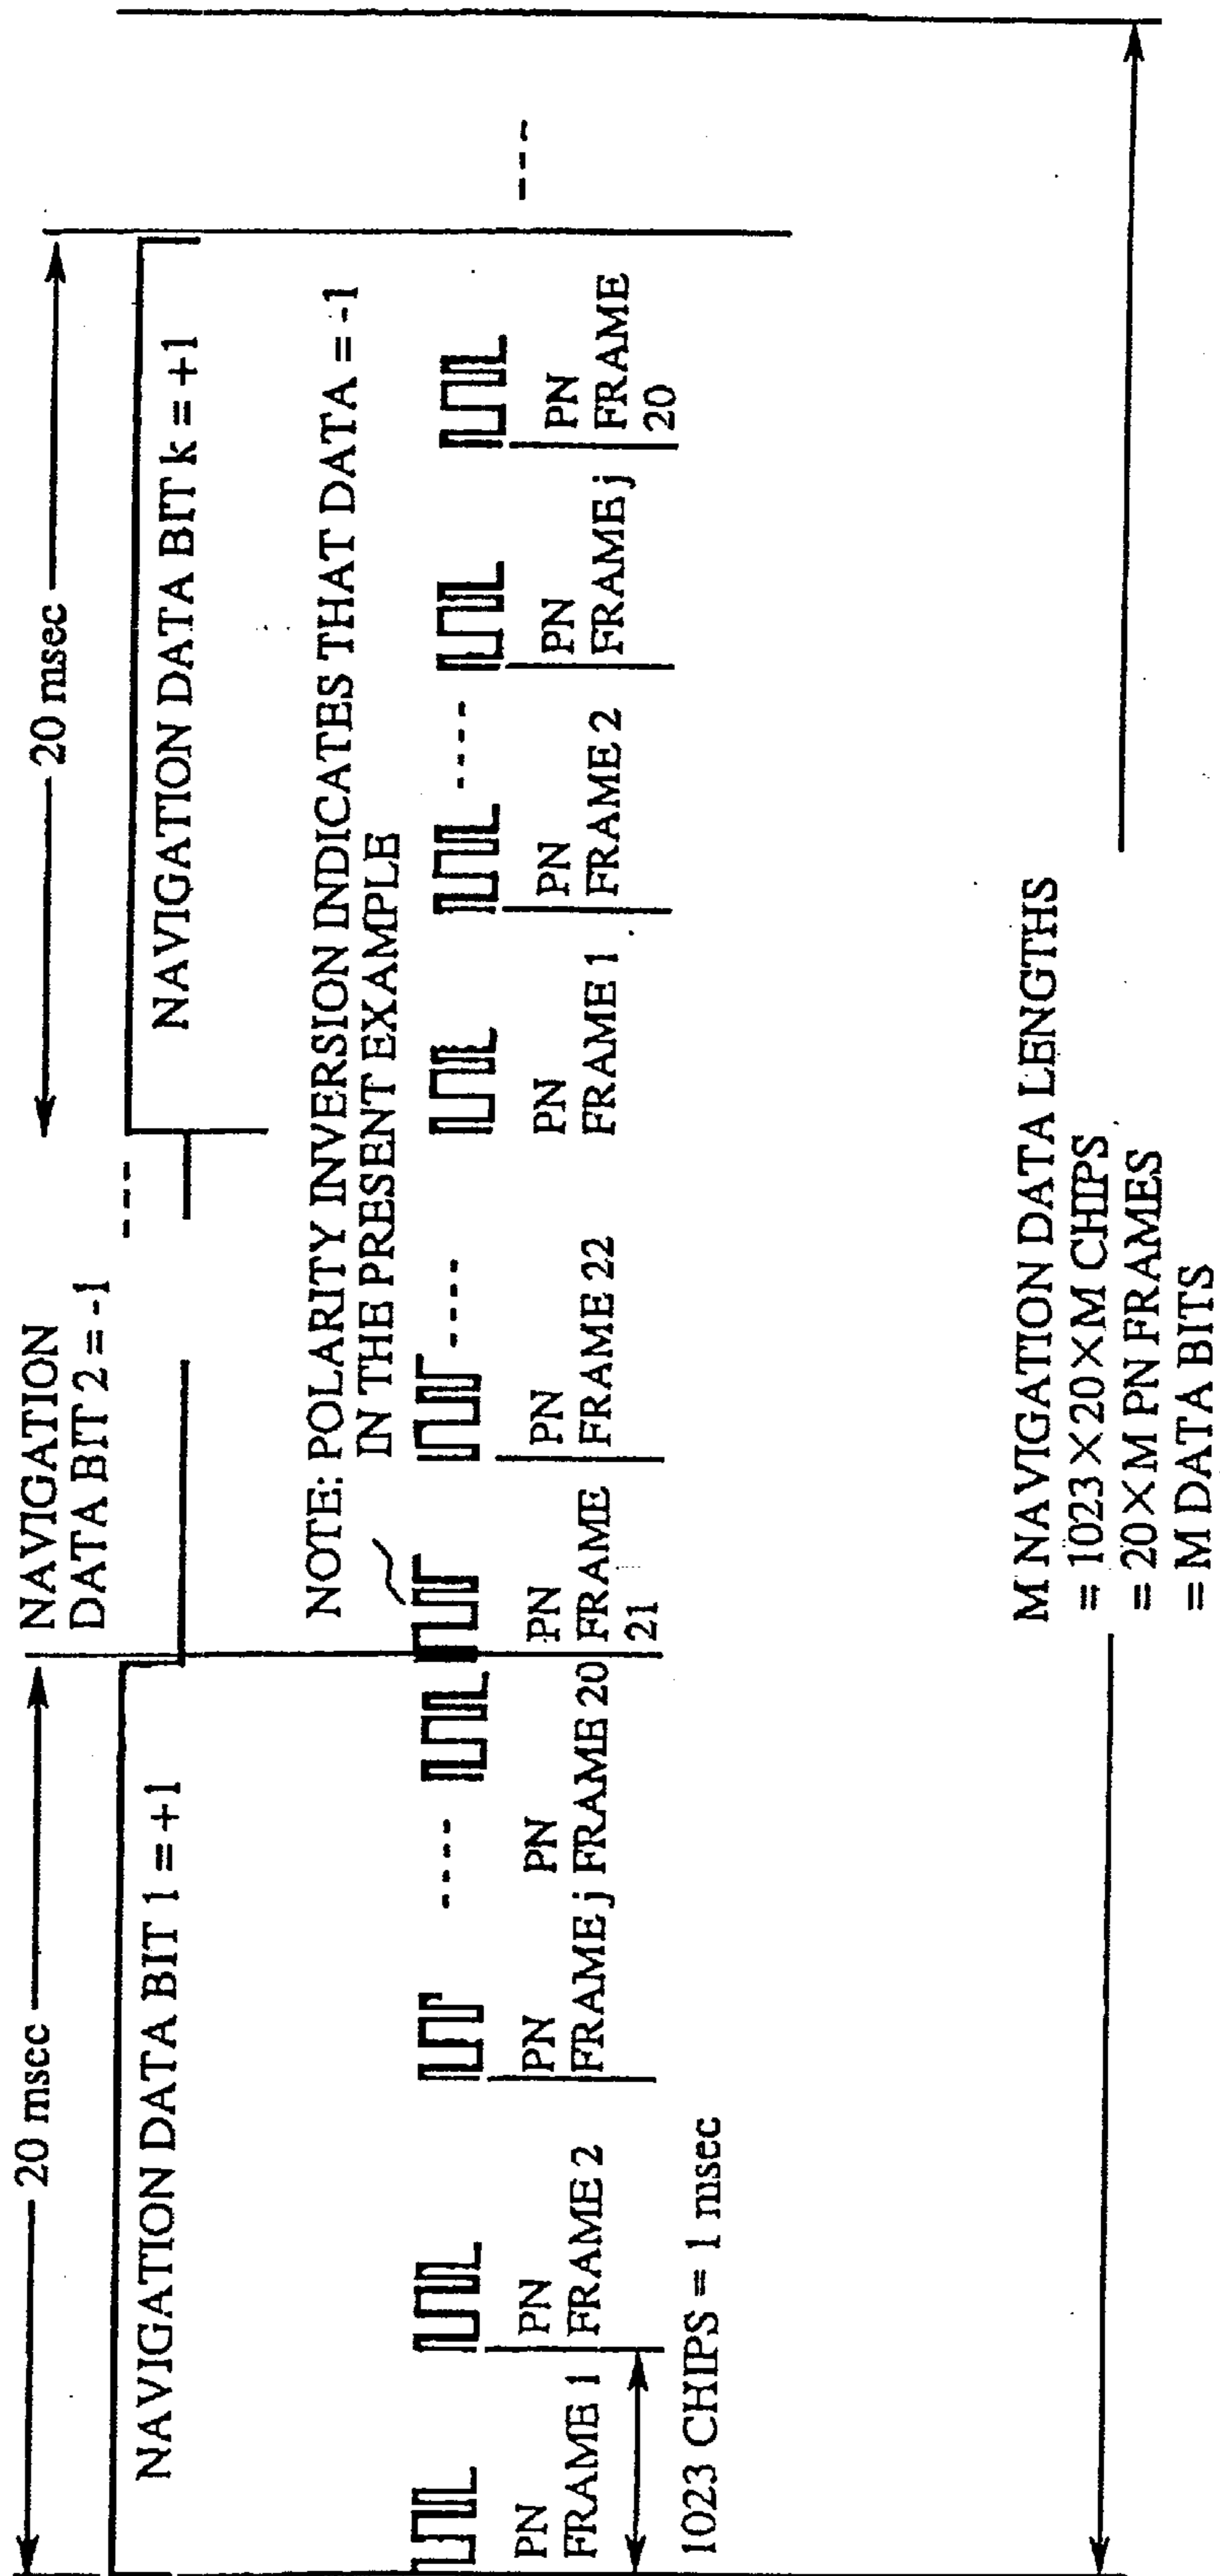 20 msec
NAVIGATION DATA BIT 1 = +1
NAVIGATION
DATA BIT 2 = -1
20 msec
NAVIGATION DATA BIT k = +1
NOTE: POLARITY INVERSION INDICATES THAT DATA = -1
IN THE PRESENT EXAMPLE
PN
FRAME 1
PN
FRAME 2
PN
FRAME j
PN
FRAME 20
PN
FRAME
21
PN
FRAME 22
PN
FRAME 1
PN
FRAME 2
PN
FRAME j
PN
FRAME
20
1023 CHIPS = 1 msec
M NAVIGATION DATA LENGTHS
= 1023×20×M CHIPS
= 20×M PN FRAMES
= M DATA BITS